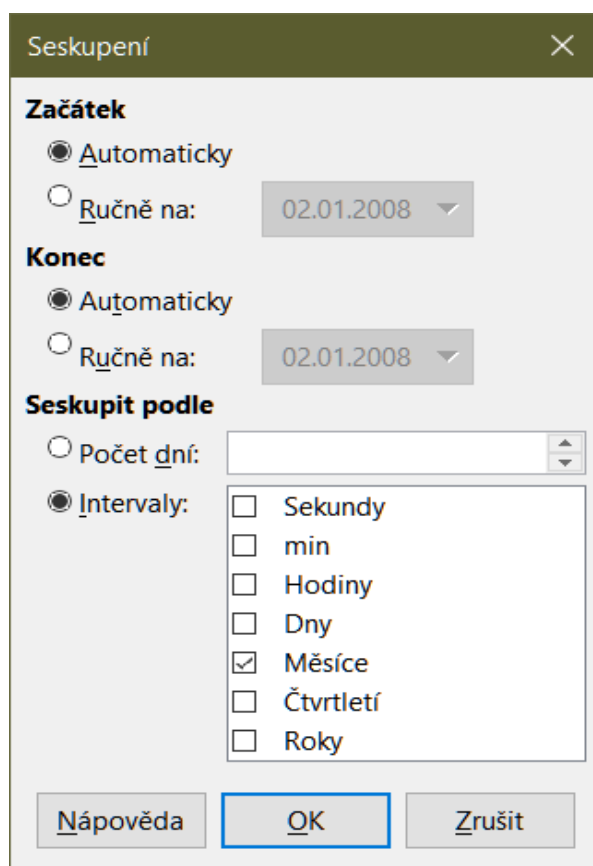 Seskupení
Začátek
Automaticky
Ručně na: 02.01.2008
Konec
Automaticky
Ručně na: 02.01.2008
Seskupit podle
Počet dní:
Intervaly: Sekundy
min
Hodiny
Dny
Měsíce
Čtvrtletí
Roky
Nápověda OK Zrušit